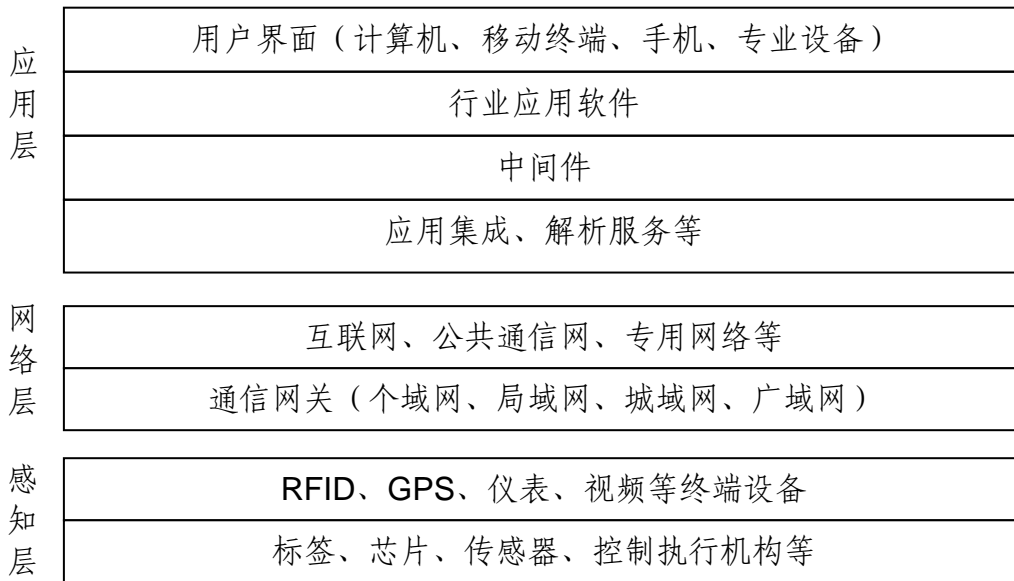 应用层
用户界面（计算机、移动终端、手机、专业设备）
行业应用软件
中间件
应用集成、解析服务等
网络层
互联网、公共通信网、专用网络等
通信网关（个域网、局域网、城域网、广域网）
感知层
RFID、GPS、仪表、视频等终端设备
标签、芯片、传感器、控制执行机构等